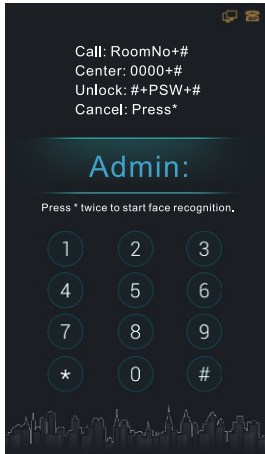 Call: RoomNo+#
Center: 0000+#
Unlock: #+PSW+#
Cancel: Press*
Admin:
Press * twice to start face recognition.
1 2 3
4 5 6
7 8 9
* 0 #